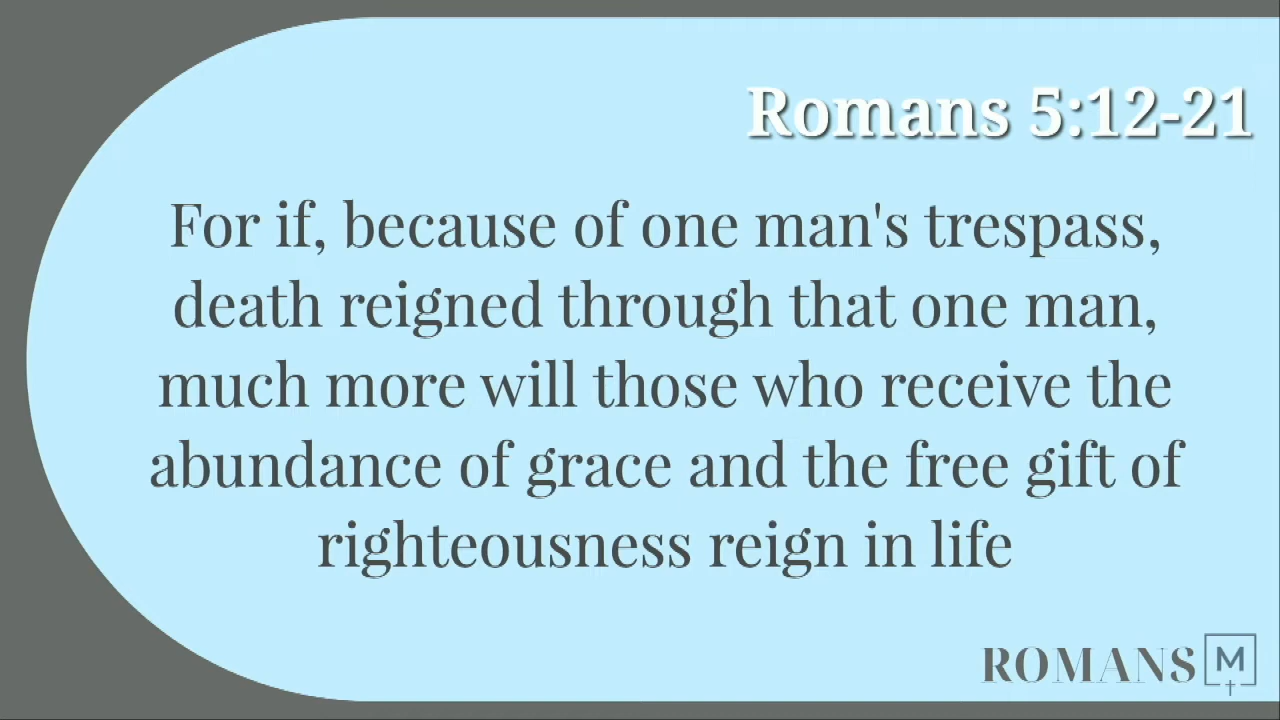 Romans 5:12-21
For if, because of one man's trespass,
death reigned through that one man,
much more will those who receive the
abundance of grace and the free gift of
righteousness reign in life
ROMANS M